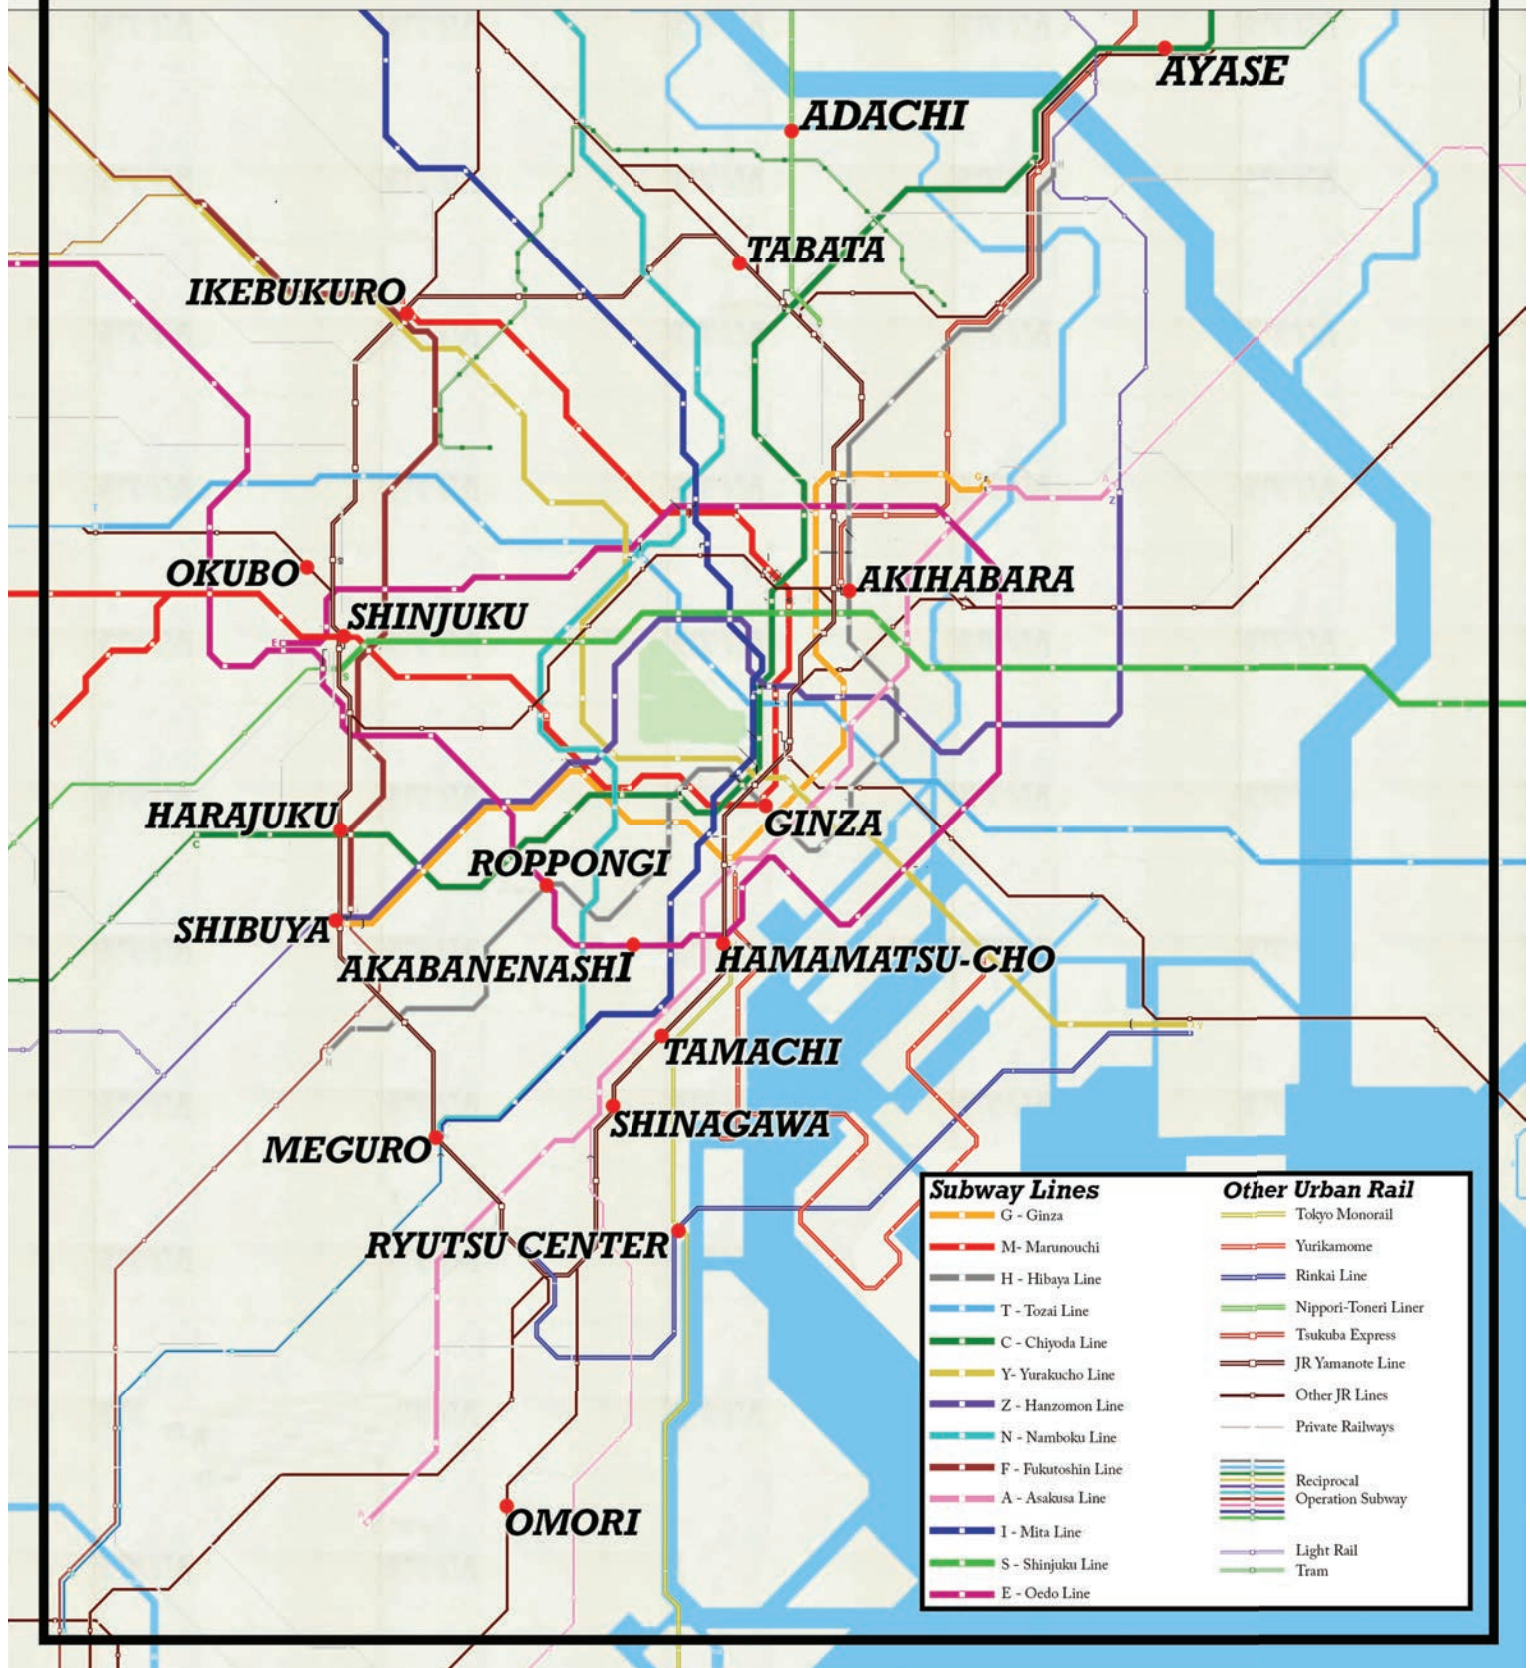 AYASE
ADACHI
TABATA
IKEBUKURO
T
G
A
Z
H
OKUBO
AKIHABARA
SHINJUKU
E
S
HARAJUKU
C
GINZA
ROPPONGI
SHIBUYA
AKABANENASHI
HAMAMATSU-CHO
Y
TAMACHI
H
SHINAGAWA
MEGURO
RYUTSU CENTER
A
OMORI
Subway Lines
G - Ginza
M- Marunouchi
H - Hibaya Line
T - Tozai Line
C - Chiyoda Line
Y- Yurakucho Line
Z - Hanzomon Line
N - Namboku Line
F - Fukutoshin Line
A - Asakusa Line
I - Mita Line
S - Shinjuku Line
E - Oedo Line
Other Urban Rail
Tokyo Monorail
Yurikamome
Rinkai Line
Nippori-Toneri Liner
Tsukuba Express
JR Yamanote Line
Other JR Lines
Private Railways
Reciprocal
Operation Subway
Light Rail
Tram